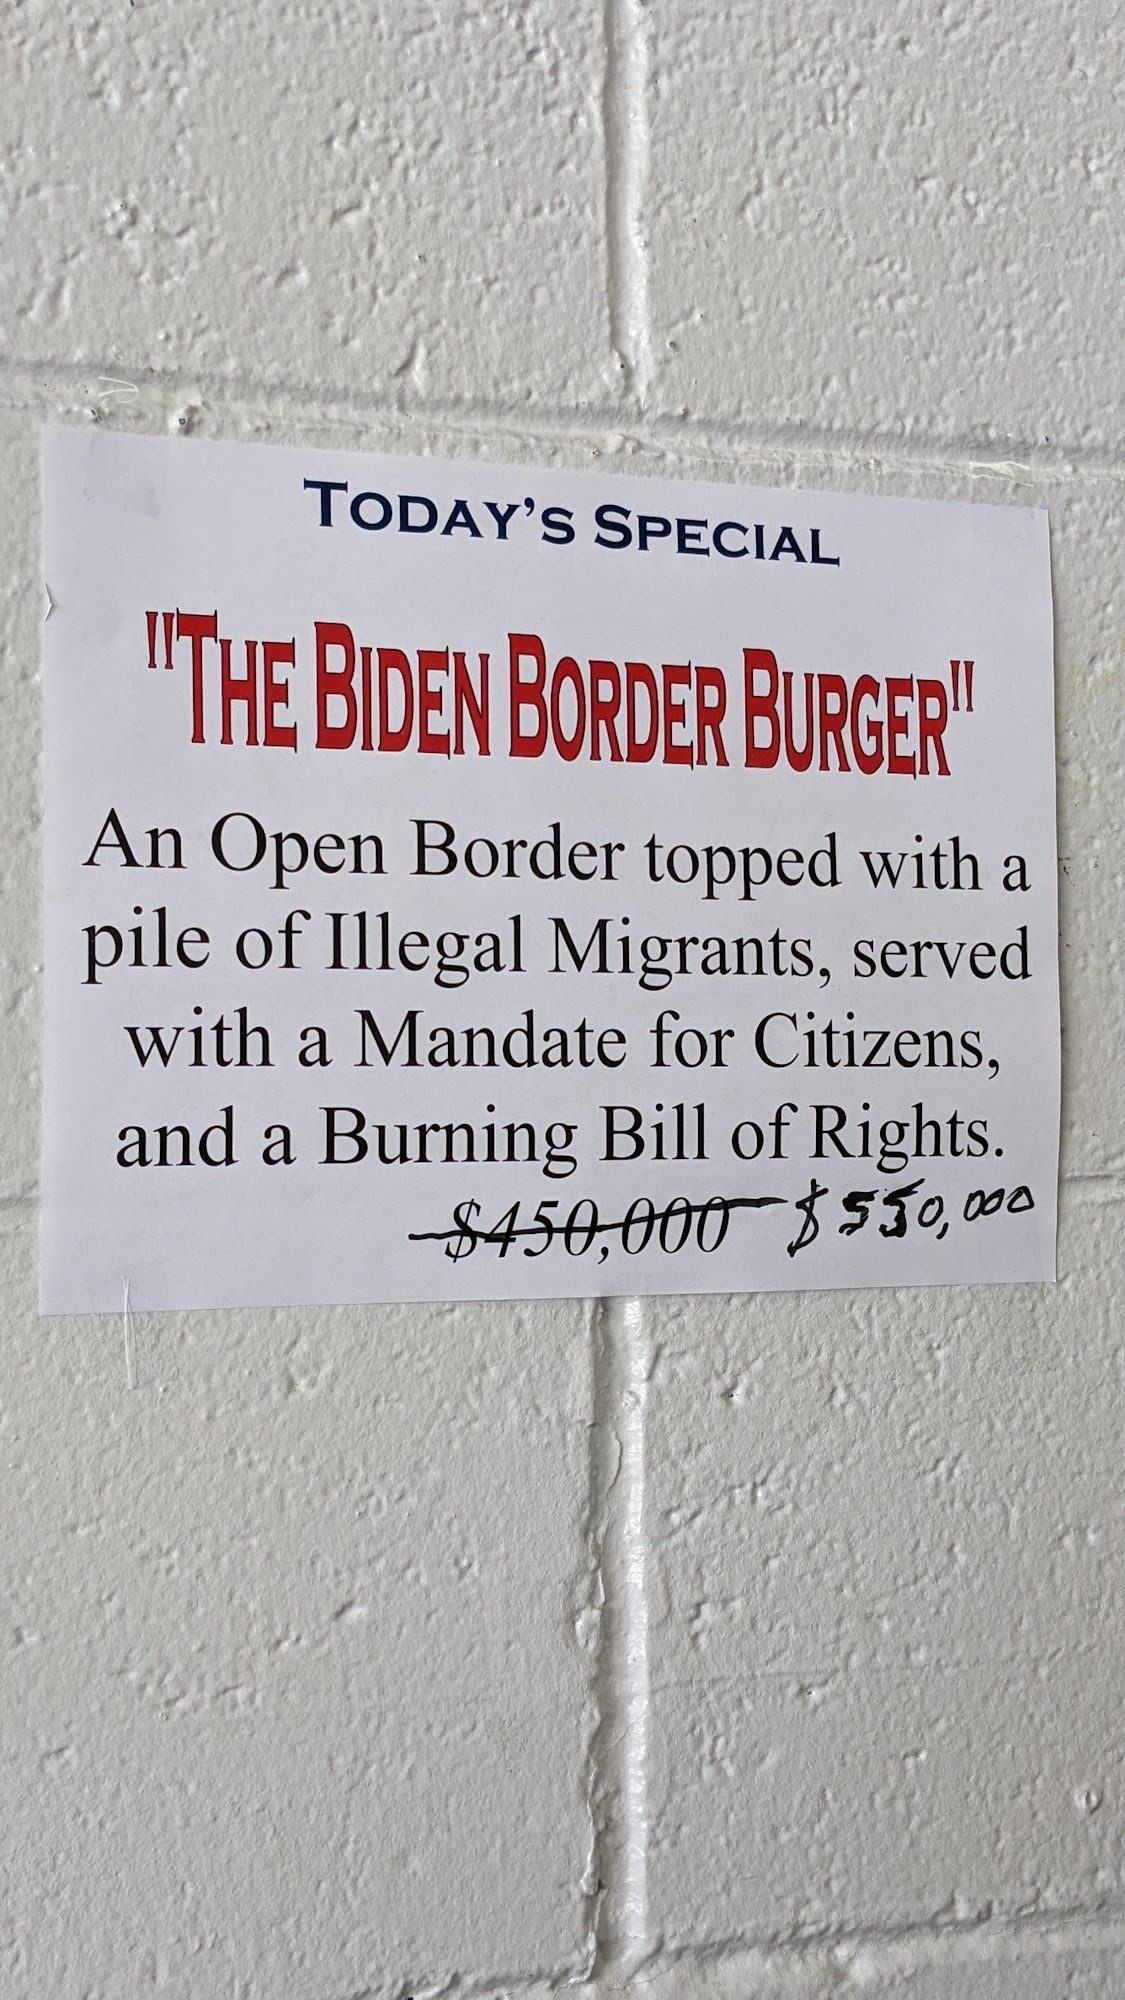 TODAY'S SPECIAL
"THE BIDEN BORDER BURGER"
An Open Border topped with a
pile of Illegal Migrants, served
with a Mandate for Citizens,
and a Burning Bill of Rights.
$450,000 $550,000